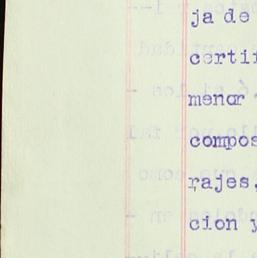 ja de
certi
menor
compos
rajes,
cion y